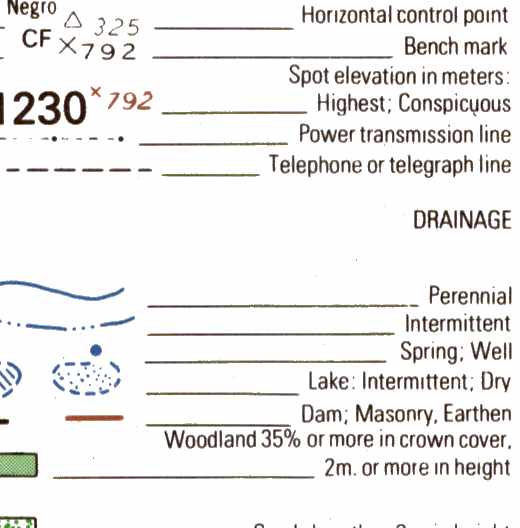 Negro △ 325 Horizontal control point
CF ×792 Bench mark
Spot elevation in meters:
1230 ×792 Highest; Conspicuous
Power transmission line
Telephone or telegraph line
DRAINAGE
Perennial
Intermittent
Spring; Well
Lake: Intermittent; Dry
Dam; Masonry, Earthen
Woodland 35% or more in crown cover,
2m. or more in height